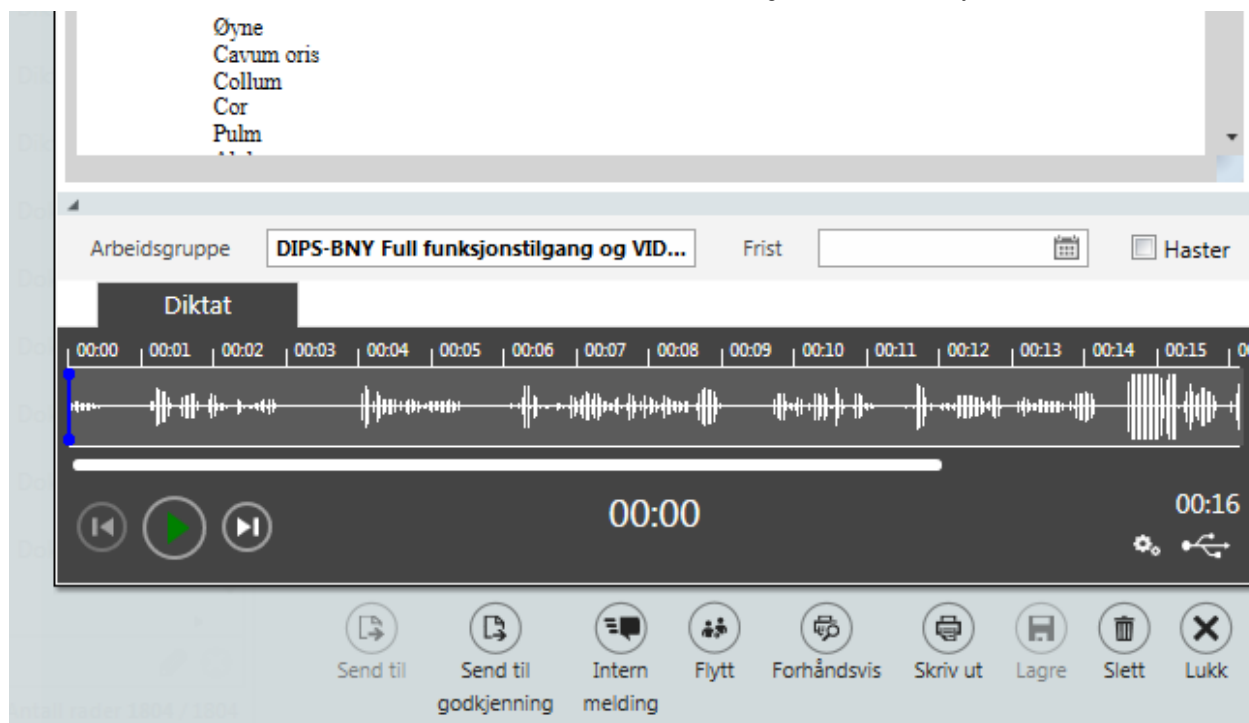 Øyne
Cavum oris
Collum
Cor
Pulm
Arbeidsgruppe DIPS-BNY Full funksjonstilgang og VID... Frist Haster
Diktat
00:00 00:01 00:02 00:03 00:04 00:05 00:06 00:07 00:08 00:09 00:10 00:11 00:12 00:13 00:14 00:15
00:00
00:16
Send til
Send til godkjenning
Intern melding
Flytt
Forhåndsvis
Skriv ut
Lagre
Slett
Lukk